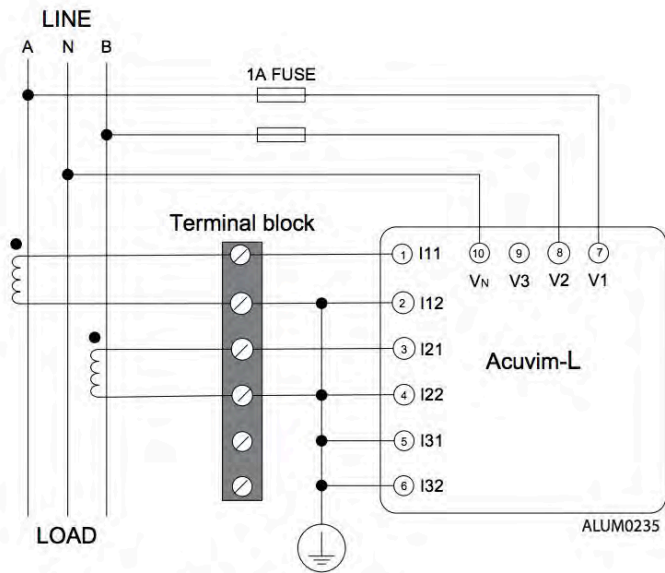 LINE
A N B
1A FUSE
Terminal block
1 I11
10 9 8 7
VN V3 V2 V1
2 I12
3 I21
Acuvim-L
4 I22
5 I31
6 I32
ALUM0235
LOAD